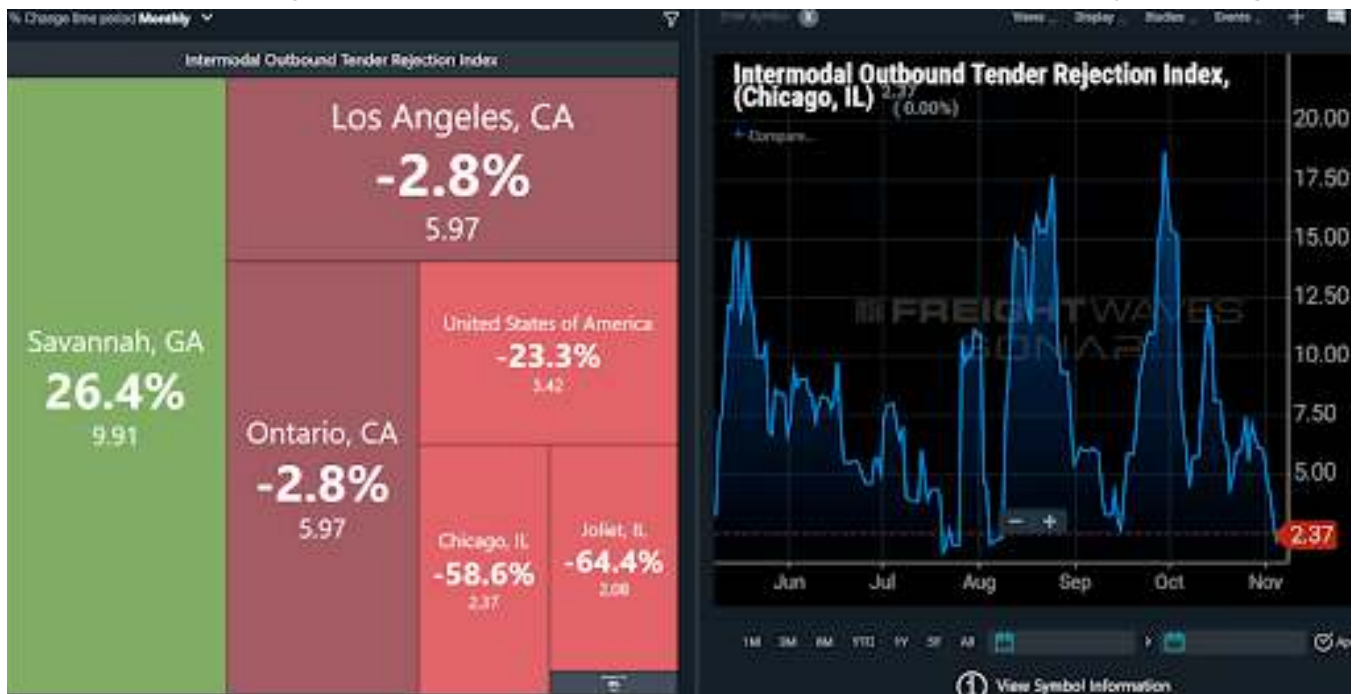 % Change time period Monthly
Intermodal Outbound Tender Rejection Index
Savannah, GA
26.4%
9.91
Los Angeles, CA
-2.8%
5.97
Ontario, CA
-2.8%
5.97
United States of America
-23.3%
Chicago, IL
-58.6%
2.37
Joliet, IL
-64.4%
2.08
Display
Studies
Events
Intermodal Outbound Tender Rejection Index,
(Chicago, IL) 2.37
( 0.00%)
+ Compare...
FREIGHTWAVES
SONAR
20.00
17.50
15.00
12.50
10.00
7.50
5.00
2.37
− +
Jun Jul Aug Sep Oct Nov
1M 3M 6M YTD 1Y 5Y All
View Symbol Information